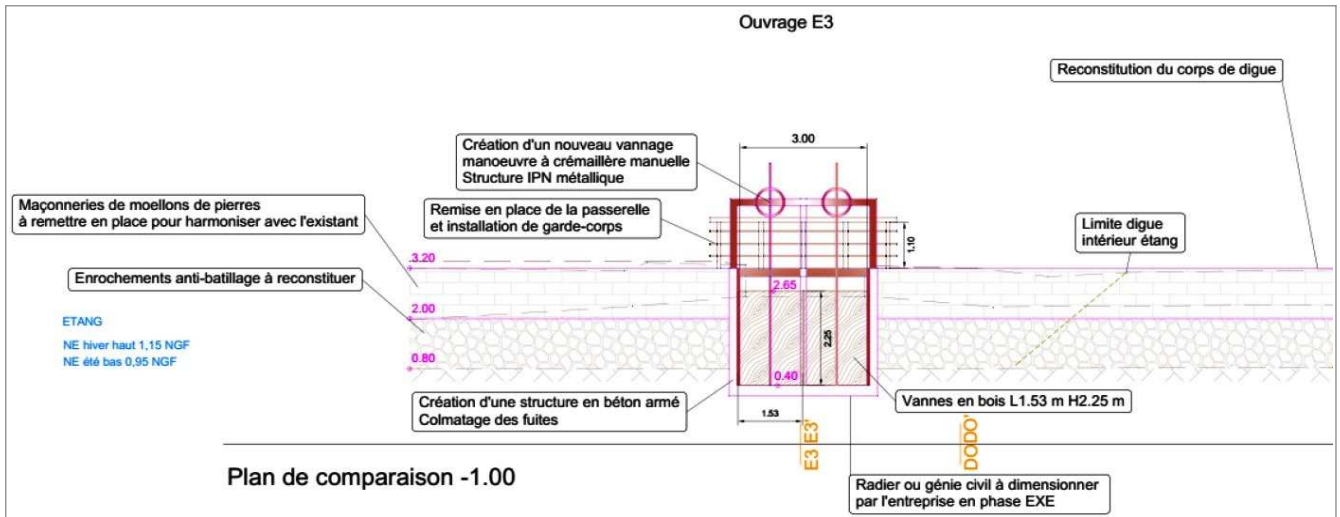 Ouvrage E3
Reconstitution du corps de digue
Création d'un nouveau vannage
manoeuvre à crémaillère manuelle
Structure IPN métallique
3.00
Maçonneries de moellons de pierres
à remettre en place pour harmoniser avec l'existant
Remise en place de la passerelle
et installation de garde-corps
1.10
Limite digue
intérieur étang
3.20
Enrochements anti-batillage à reconstituer
2.65
2.00
ETANG
NE hiver haut 1,15 NGF
NE été bas 0,95 NGF
2.25
0.80
0.40
Création d'une structure en béton armé
Colmatage des fuites
Vannes en bois L1.53 m H2.25 m
1.53
E3 E3'
DODO'
Plan de comparaison -1.00
Radier ou génie civil à dimensionner
par l'entreprise en phase EXE